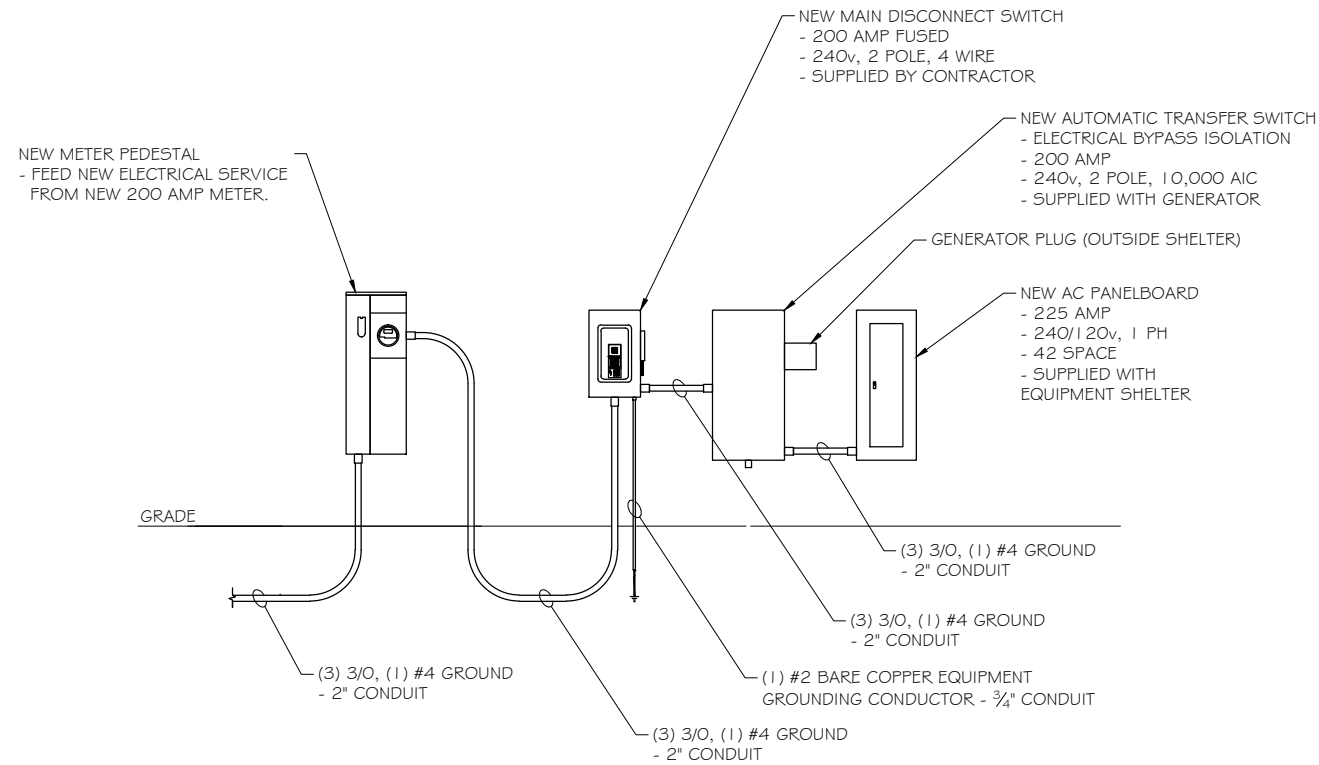 NEW MAIN DISCONNECT SWITCH
- 200 AMP FUSED
- 240v, 2 POLE, 4 WIRE
- SUPPLIED BY CONTRACTOR
NEW AUTOMATIC TRANSFER SWITCH
- ELECTRICAL BYPASS ISOLATION
- 200 AMP
- 240v, 2 POLE, 10,000 AIC
- SUPPLIED WITH GENERATOR
NEW METER PEDESTAL
- FEED NEW ELECTRICAL SERVICE
FROM NEW 200 AMP METER.
GENERATOR PLUG (OUTSIDE SHELTER)
NEW AC PANELBOARD
- 225 AMP
- 240/120v, 1 PH
- 42 SPACE
- SUPPLIED WITH
EQUIPMENT SHELTER
GRADE
(3) 3/0, (1) #4 GROUND
- 2" CONDUIT
(3) 3/0, (1) #4 GROUND
- 2" CONDUIT
(3) 3/0, (1) #4 GROUND
- 2" CONDUIT
(1) #2 BARE COPPER EQUIPMENT
GROUNDING CONDUCTOR - 3/4" CONDUIT
(3) 3/0, (1) #4 GROUND
- 2" CONDUIT